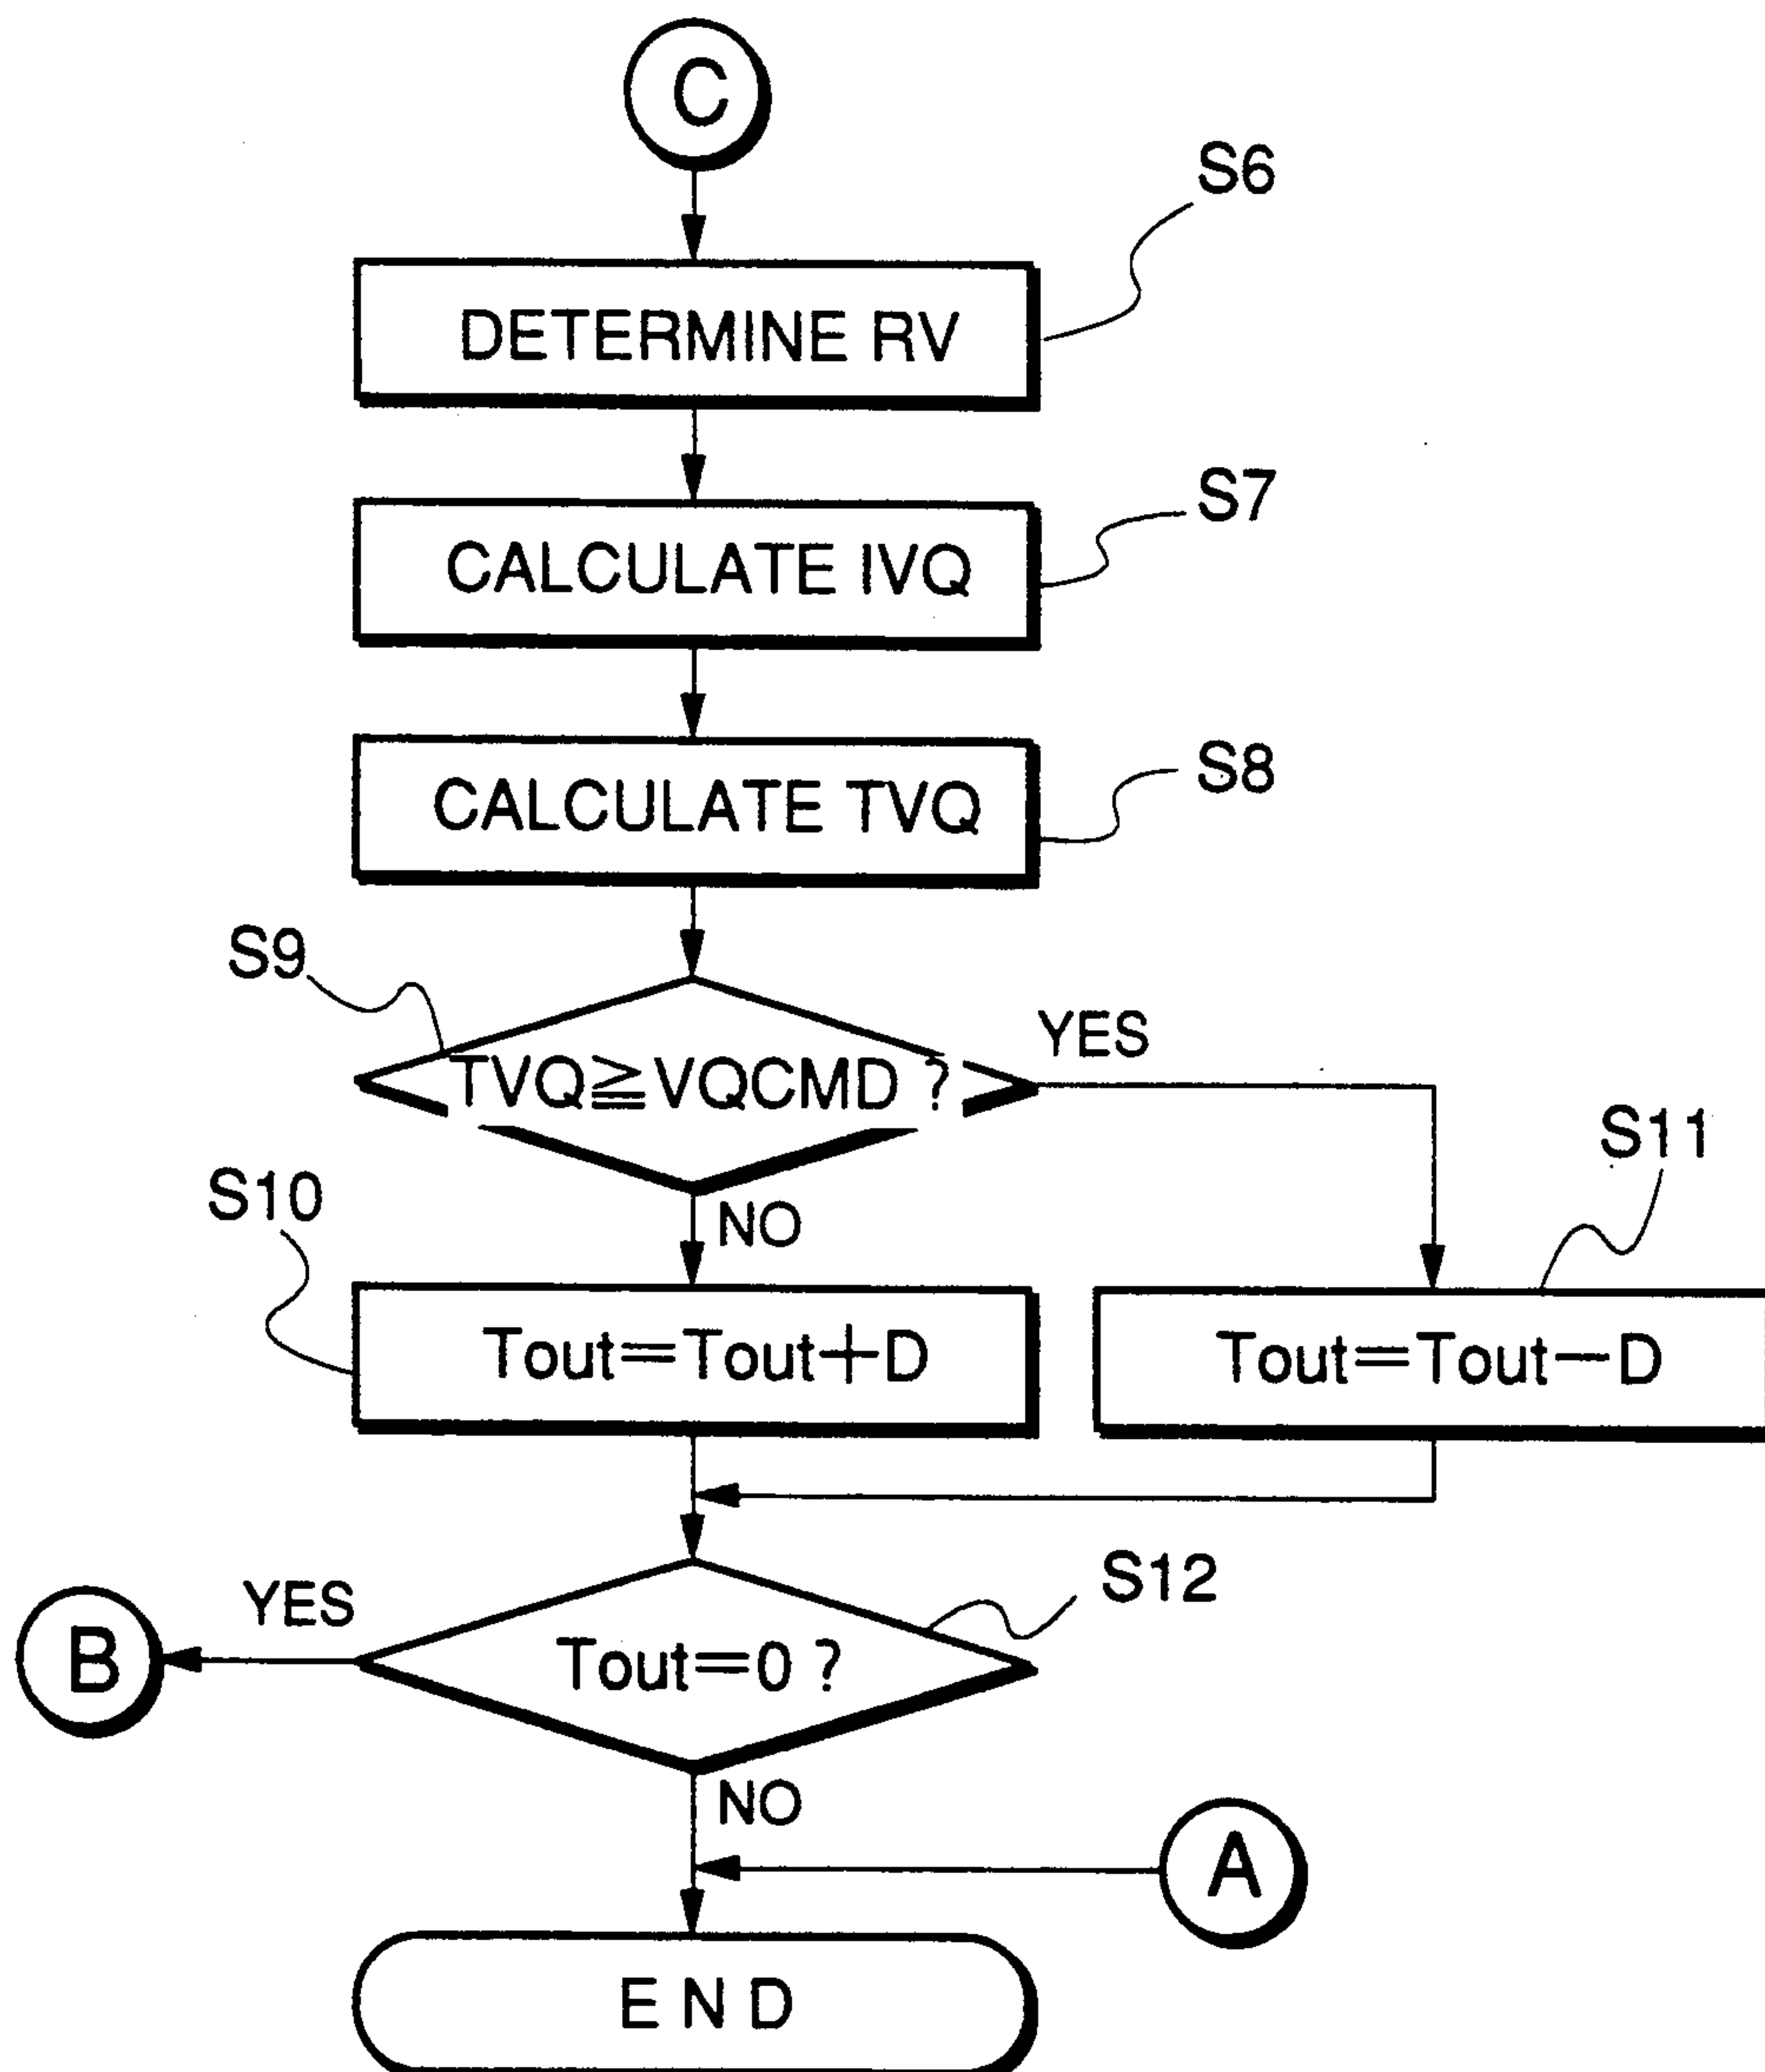 C
S6
DETERMINE RV
S7
CALCULATE IVQ
S8
CALCULATE TVQ
S9
TVQ≧VQCMD ?
YES
S11
S10
NO
Tout=Tout+D
Tout=Tout−D
S12
YES
B
Tout=0 ?
NO
A
END